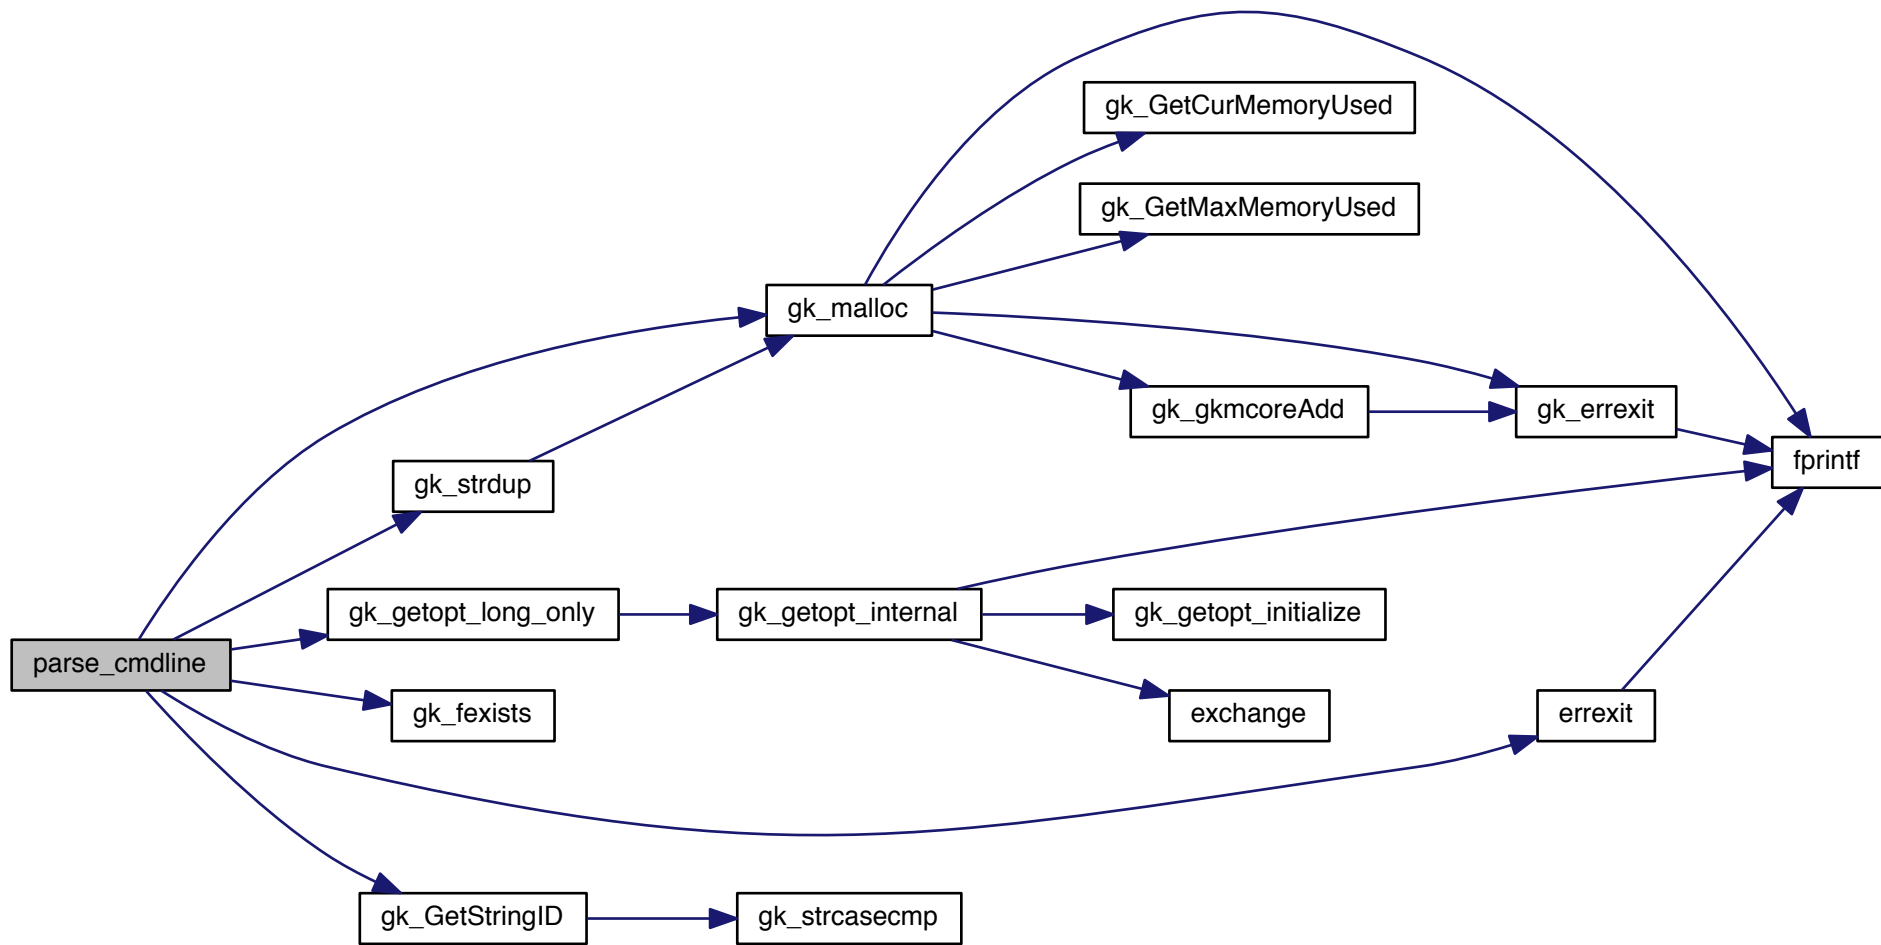 gk_GetCurMemoryUsed
gk_GetMaxMemoryUsed
gk_malloc
gk_gkmcoreAdd
gk_errexit
fprintf
gk_strdup
gk_getopt_long_only
gk_getopt_internal
gk_getopt_initialize
parse_cmdline
gk_fexists
exchange
errexit
gk_GetStringID
gk_strcasecmp